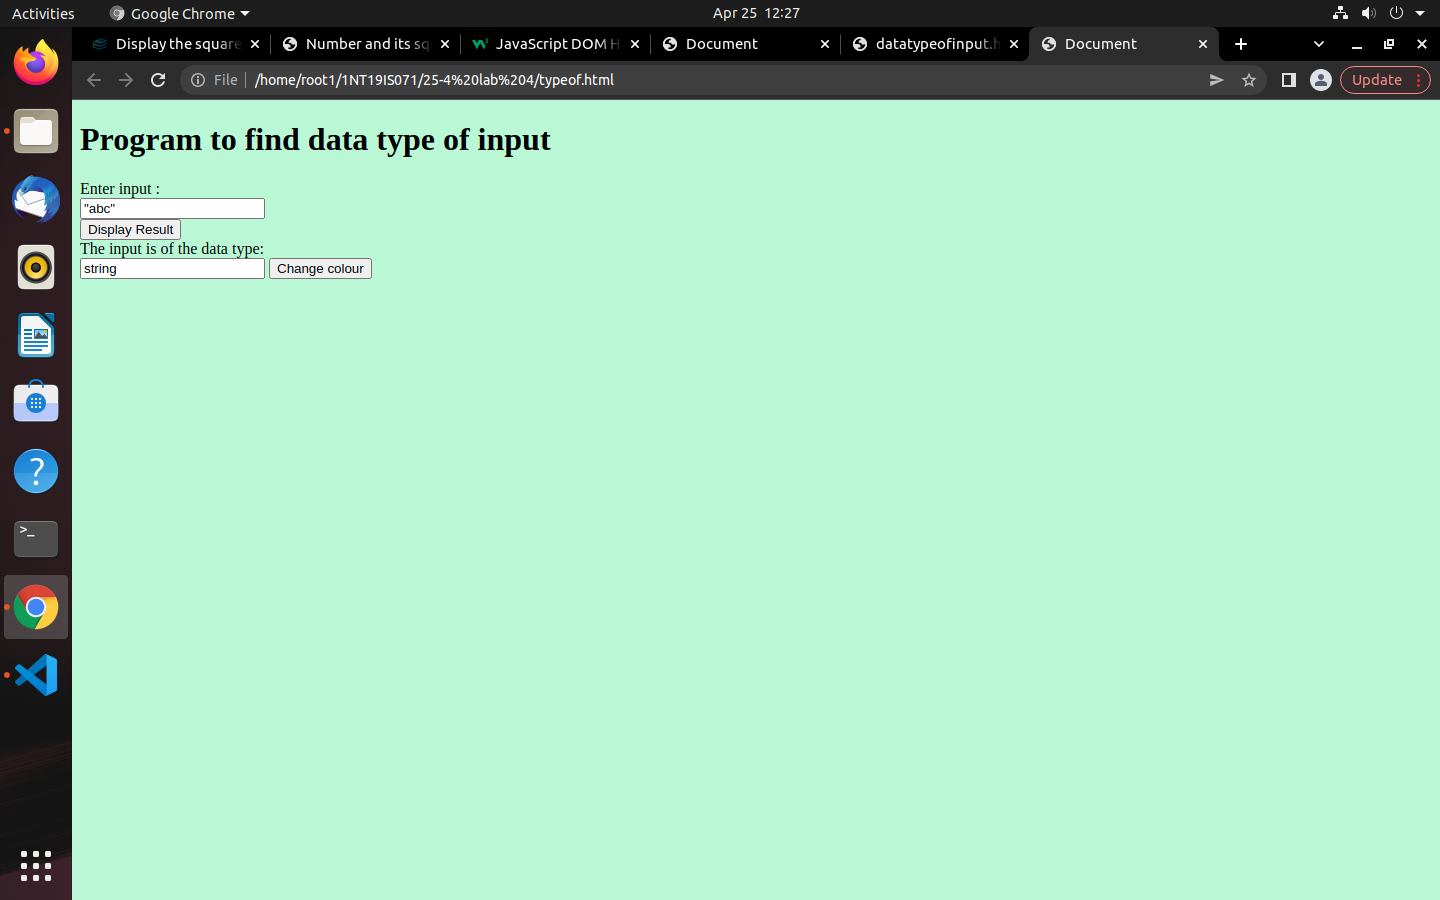 Activities Google Chrome Apr 25 12:27
Display the square Number and its sq JavaScript DOM H Document datatypeofinput.h Document
File /home/root1/1NT19IS071/25-4%20lab%204/typeof.html Update
Program to find data type of input
Enter input :
"abc"
Display Result
The input is of the data type:
string Change colour